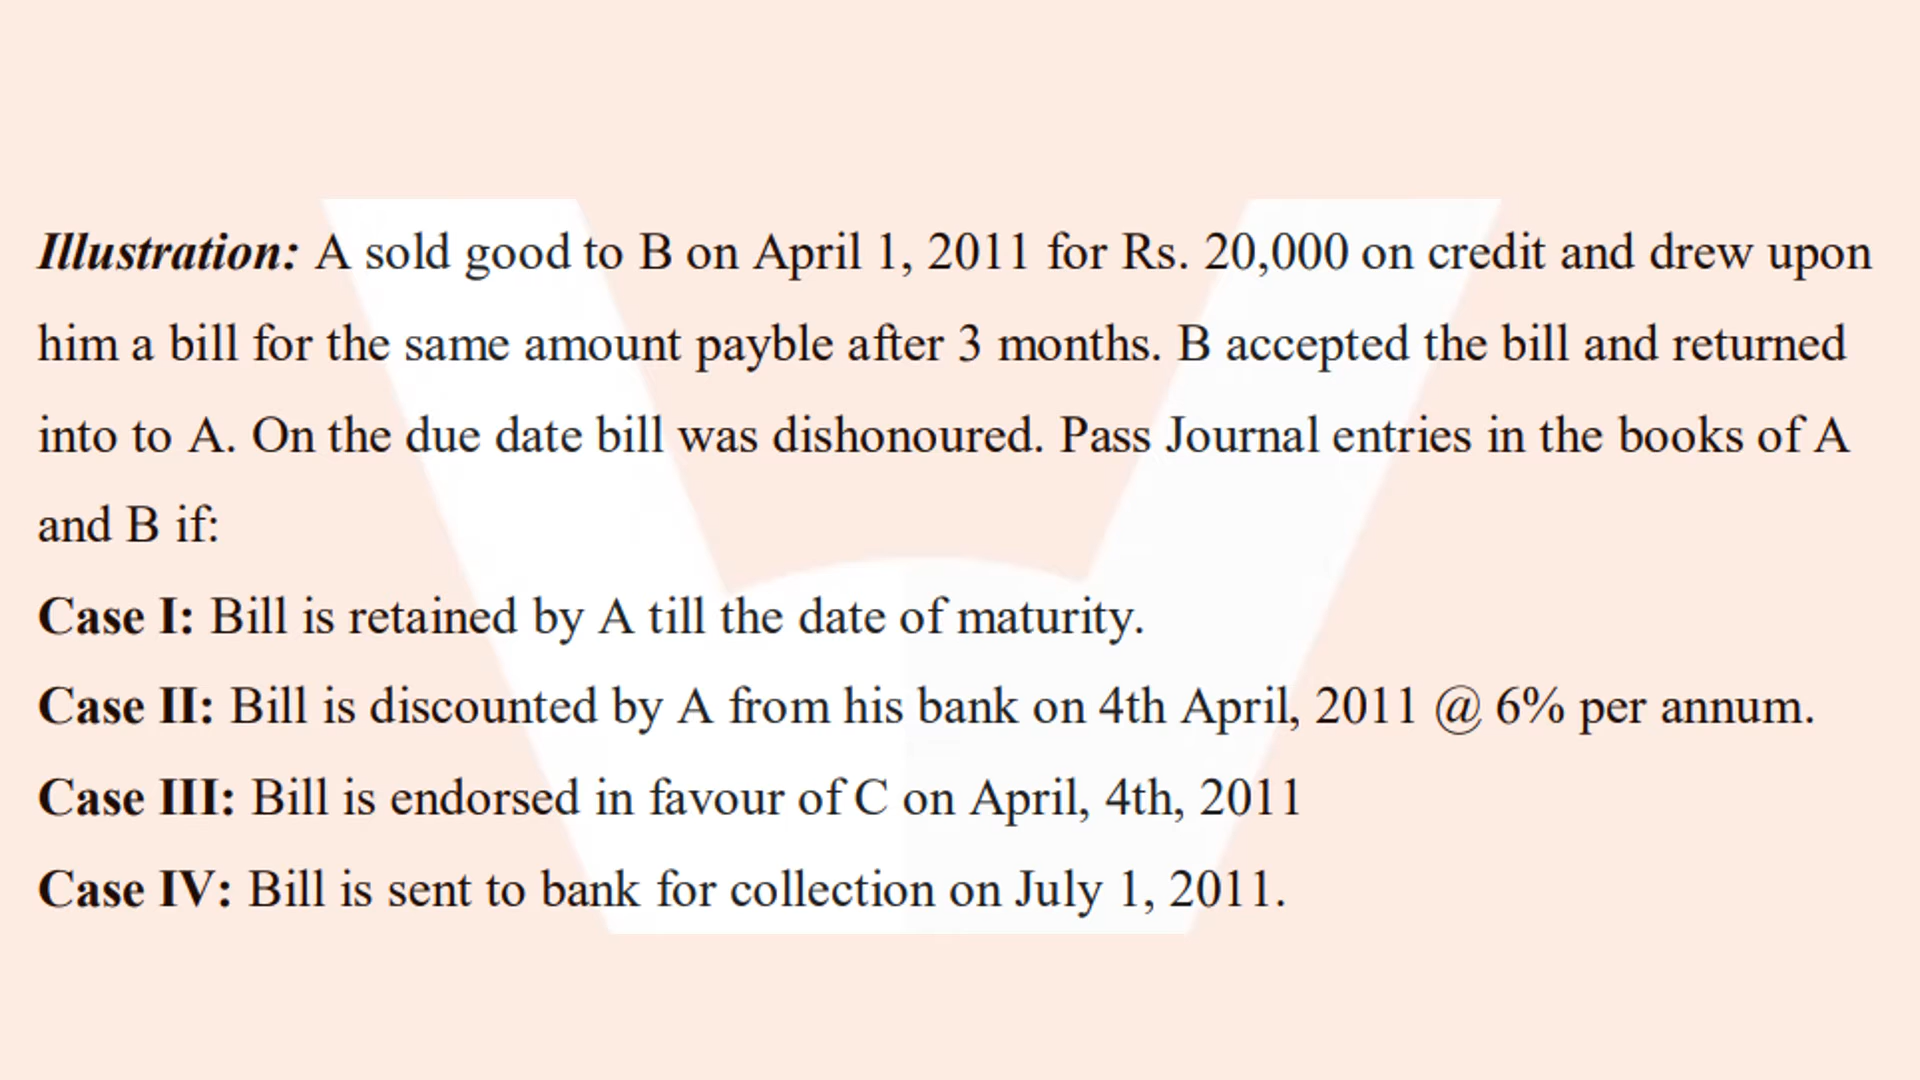 Illustration: A sold good to B on April 1, 2011 for Rs. 20,000 on credit and drew upon
him a bill for the same amount payble after 3 months. B accepted the bill and returned
into to A. On the due date bill was dishonoured. Pass Journal entries in the books of A
and B if:
Case I: Bill is retained by A till the date of maturity.
Case II: Bill is discounted by A from his bank on 4th April, 2011 @ 6% per annum.
Case III: Bill is endorsed in favour of C on April, 4th, 2011
Case IV: Bill is sent to bank for collection on July 1, 2011.